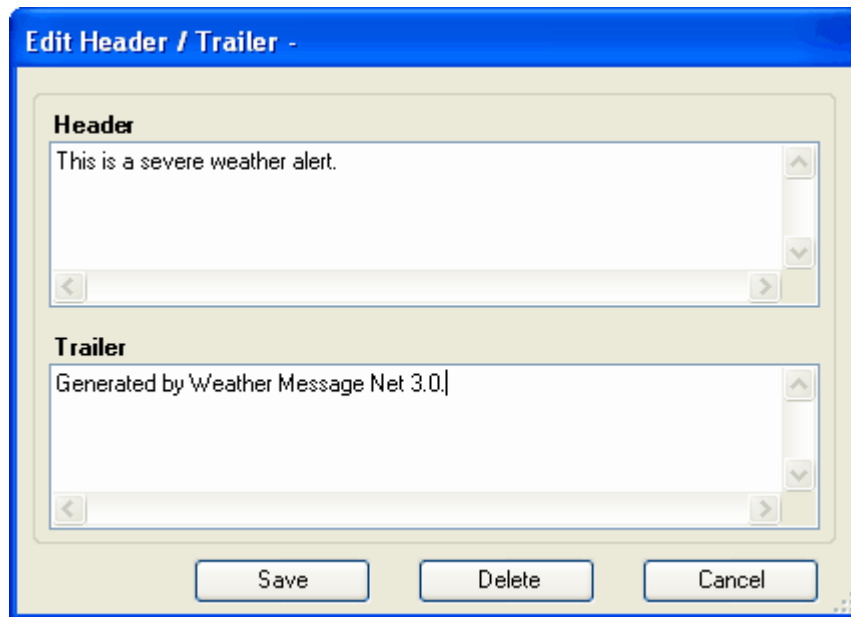 Edit Header / Trailer -
Header
This is a severe weather alert.
Trailer
Generated by Weather Message Net 3.0.
Save Delete Cancel